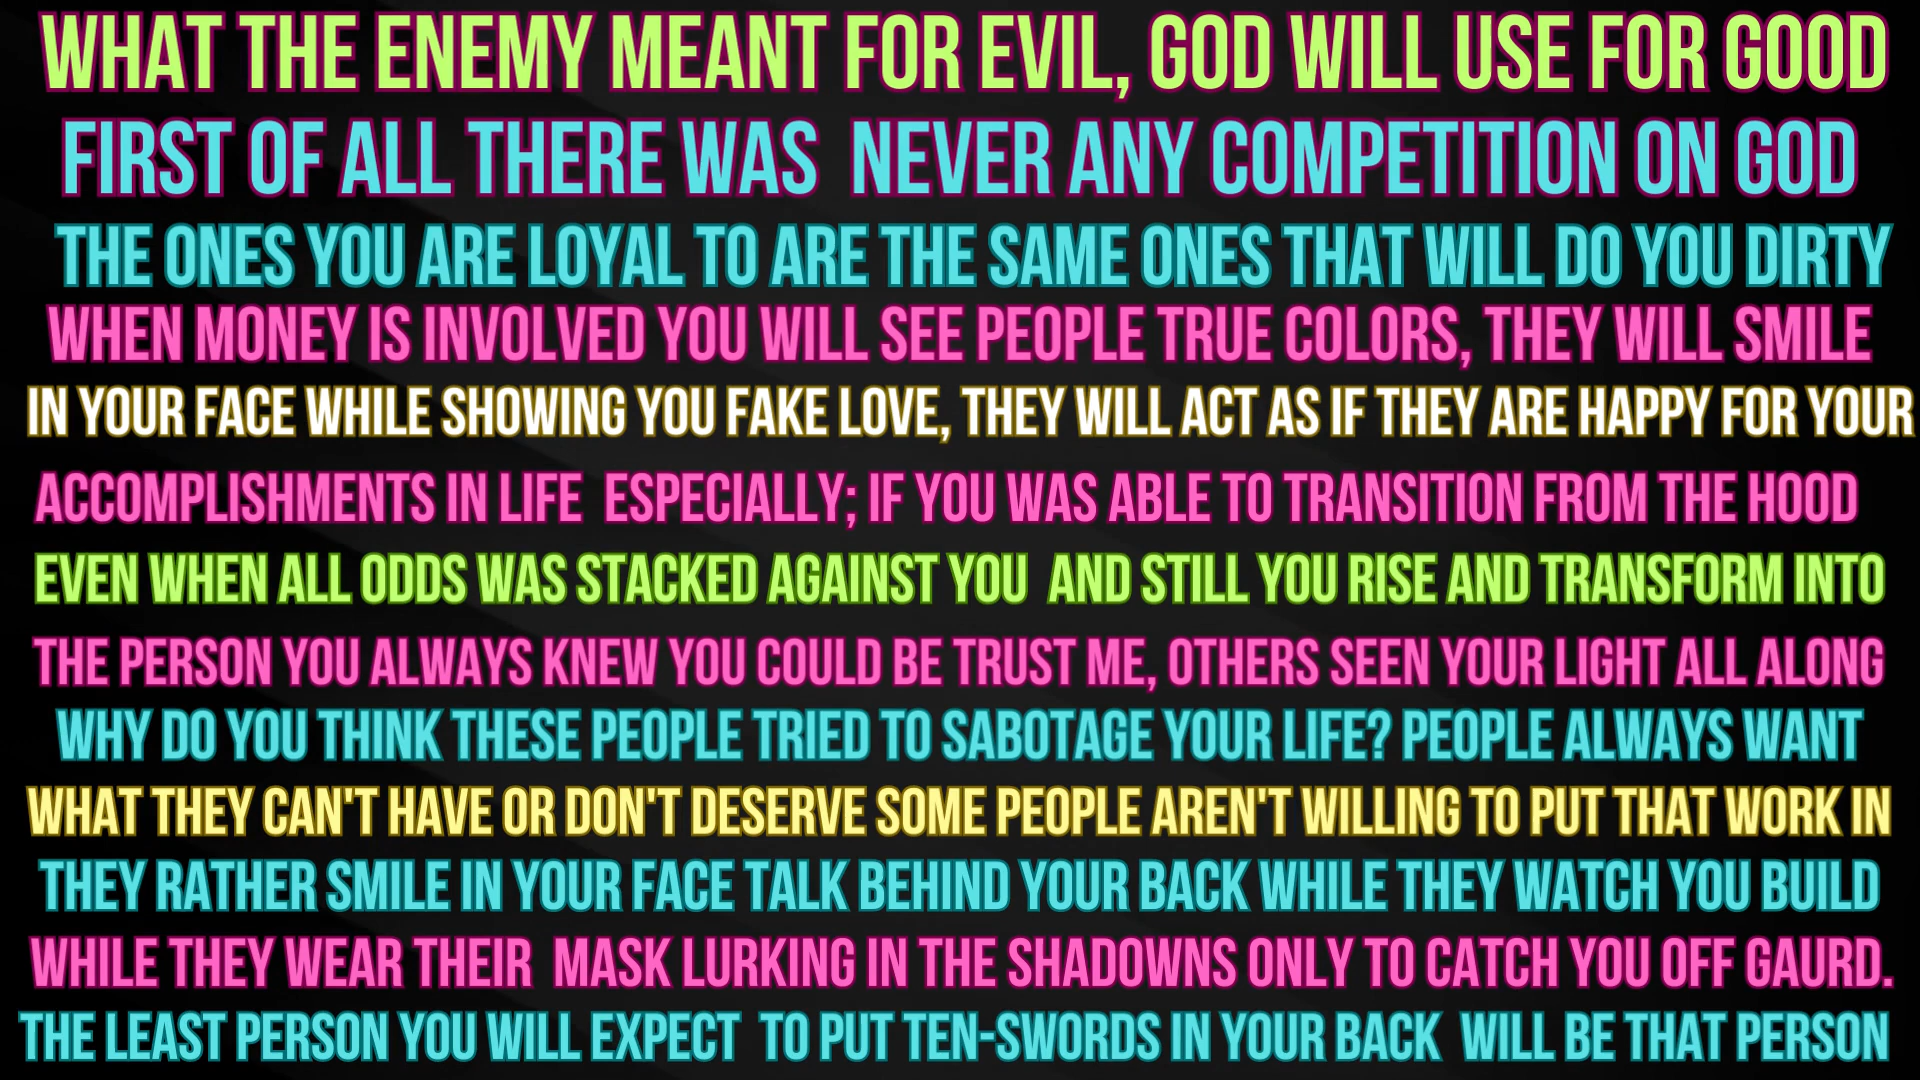 WHAT THE ENEMY MEANT FOR EVIL, GOD WILL USE FOR GOOD
FIRST OF ALL THERE WAS NEVER ANY COMPETITION ON GOD
THE ONES YOU ARE LOYAL TO ARE THE SAME ONES THAT WILL DO YOU DIRTY
WHEN MONEY IS INVOLVED YOU WILL SEE PEOPLE TRUE COLORS, THEY WILL SMILE
IN YOUR FACE WHILE SHOWING YOU FAKE LOVE, THEY WILL ACT AS IF THEY ARE HAPPY FOR YOUR
ACCOMPLISHMENTS IN LIFE ESPECIALLY; IF YOU WAS ABLE TO TRANSITION FROM THE HOOD
EVEN WHEN ALL ODDS WAS STACKED AGAINST YOU AND STILL YOU RISE AND TRANSFORM INTO
THE PERSON YOU ALWAYS KNEW YOU COULD BE TRUST ME, OTHERS SEEN YOUR LIGHT ALL ALONG
WHY DO YOU THINK THESE PEOPLE TRIED TO SABOTAGE YOUR LIFE? PEOPLE ALWAYS WANT
WHAT THEY CAN'T HAVE OR DON'T DESERVE SOME PEOPLE AREN'T WILLING TO PUT THAT WORK IN
THEY RATHER SMILE IN YOUR FACE TALK BEHIND YOUR BACK WHILE THEY WATCH YOU BUILD
WHILE THEY WEAR THEIR MASK LURKING IN THE SHADOWNS ONLY TO CATCH YOU OFF GAURD.
THE LEAST PERSON YOU WILL EXPECT TO PUT TEN-SWORDS IN YOUR BACK WILL BE THAT PERSON